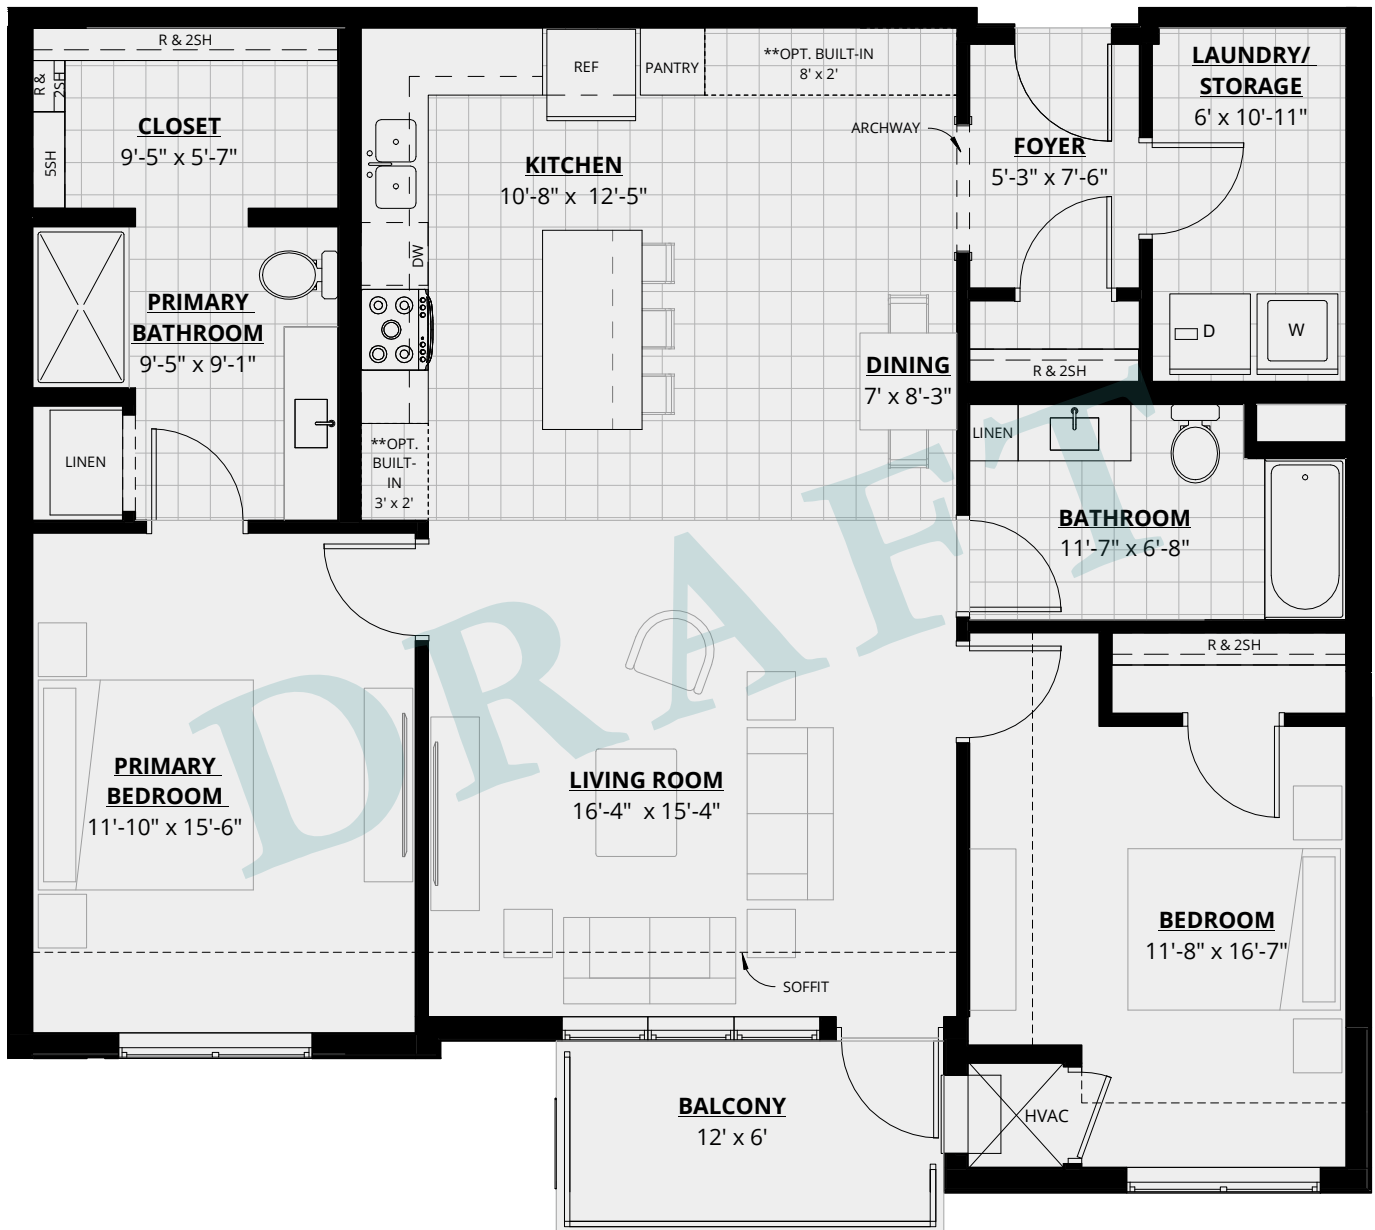 R & 2SH
R &
2SH
5SH
CLOSET
9'-5" x 5'-7"
REF
PANTRY
**OPT. BUILT-IN
8' x 2'
ARCHWAY
KITCHEN
10'-8" x 12'-5"
FOYER
5'-3" x 7'-6"
LAUNDRY/
STORAGE
6' x 10'-11"
DW
PRIMARY
BATHROOM
9'-5" x 9'-1"
D
W
R & 2SH
DINING
7' x 8'-3"
LINEN
**OPT.
BUILT-
IN
3' x 2'
LINEN
BATHROOM
11'-7" x 6'-8"
DRAFT
R & 2SH
PRIMARY
BEDROOM
11'-10" x 15'-6"
LIVING ROOM
16'-4" x 15'-4"
BEDROOM
11'-8" x 16'-7"
SOFFIT
BALCONY
12' x 6'
HVAC